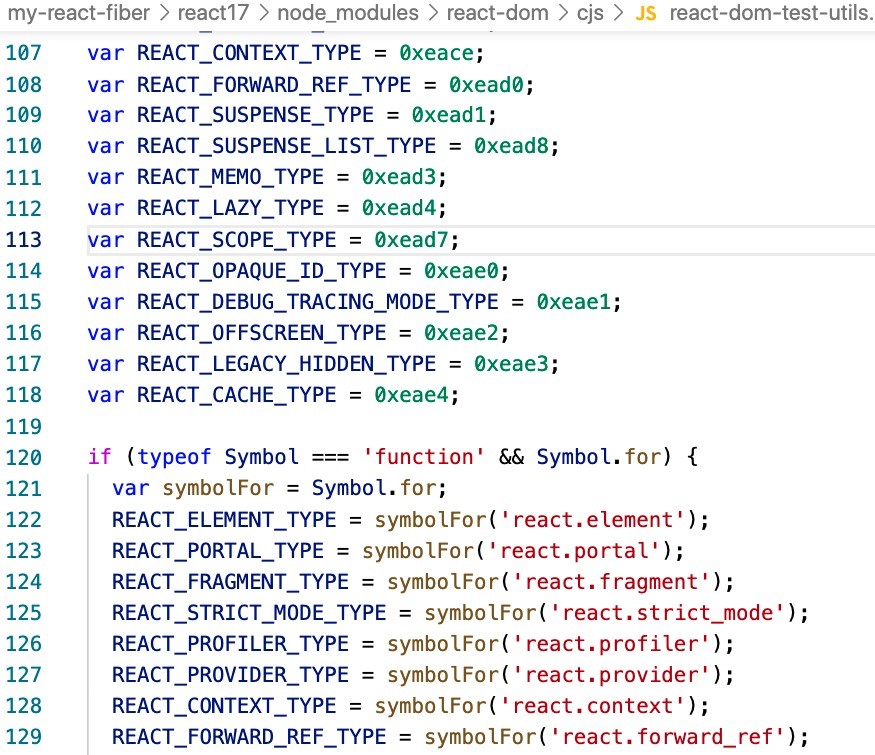 my-react-fiber > react17 > node_modules > react-dom > cjs > JS react-dom-test-utils.
107 var REACT_CONTEXT_TYPE = 0xeace;
108 var REACT_FORWARD_REF_TYPE = 0xead0;
109 var REACT_SUSPENSE_TYPE = 0xead1;
110 var REACT_SUSPENSE_LIST_TYPE = 0xead8;
111 var REACT_MEMO_TYPE = 0xead3;
112 var REACT_LAZY_TYPE = 0xead4;
113 var REACT_SCOPE_TYPE = 0xead7;
114 var REACT_OPAQUE_ID_TYPE = 0xeae0;
115 var REACT_DEBUG_TRACING_MODE_TYPE = 0xeae1;
116 var REACT_OFFSCREEN_TYPE = 0xeae2;
117 var REACT_LEGACY_HIDDEN_TYPE = 0xeae3;
118 var REACT_CACHE_TYPE = 0xeae4;
119
120 if (typeof Symbol === 'function' && Symbol.for) {
121 var symbolFor = Symbol.for;
122 REACT_ELEMENT_TYPE = symbolFor('react.element');
123 REACT_PORTAL_TYPE = symbolFor('react.portal');
124 REACT_FRAGMENT_TYPE = symbolFor('react.fragment');
125 REACT_STRICT_MODE_TYPE = symbolFor('react.strict_mode');
126 REACT_PROFILER_TYPE = symbolFor('react.profiler');
127 REACT_PROVIDER_TYPE = symbolFor('react.provider');
128 REACT_CONTEXT_TYPE = symbolFor('react.context');
129 REACT_FORWARD_REF_TYPE = symbolFor('react.forward_ref');